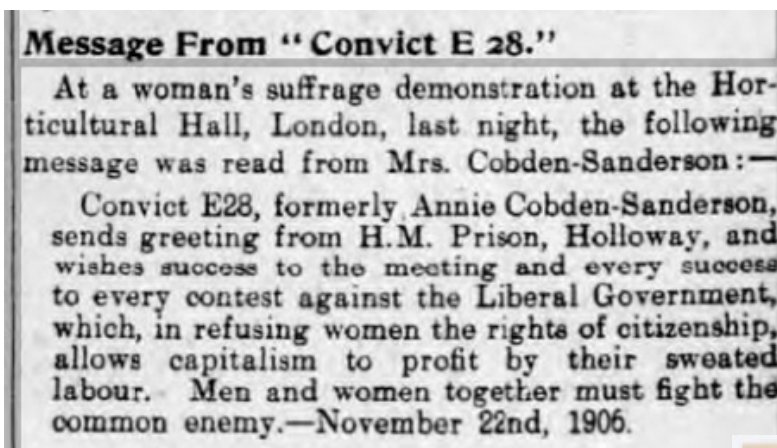 Message From "Convict E 28."
At a woman's suffrage demonstration at the Hor-
ticultural Hall, London, last night, the following
message was read from Mrs. Cobden-Sanderson:—
Convict E28, formerly Annie Cobden-Sanderson,
sends greeting from H.M. Prison, Holloway, and
wishes success to the meeting and every success
to every contest against the Liberal Government,
which, in refusing women the rights of citizenship,
allows capitalism to profit by their sweated
labour. Men and women together must fight the
common enemy.—November 22nd, 1906.